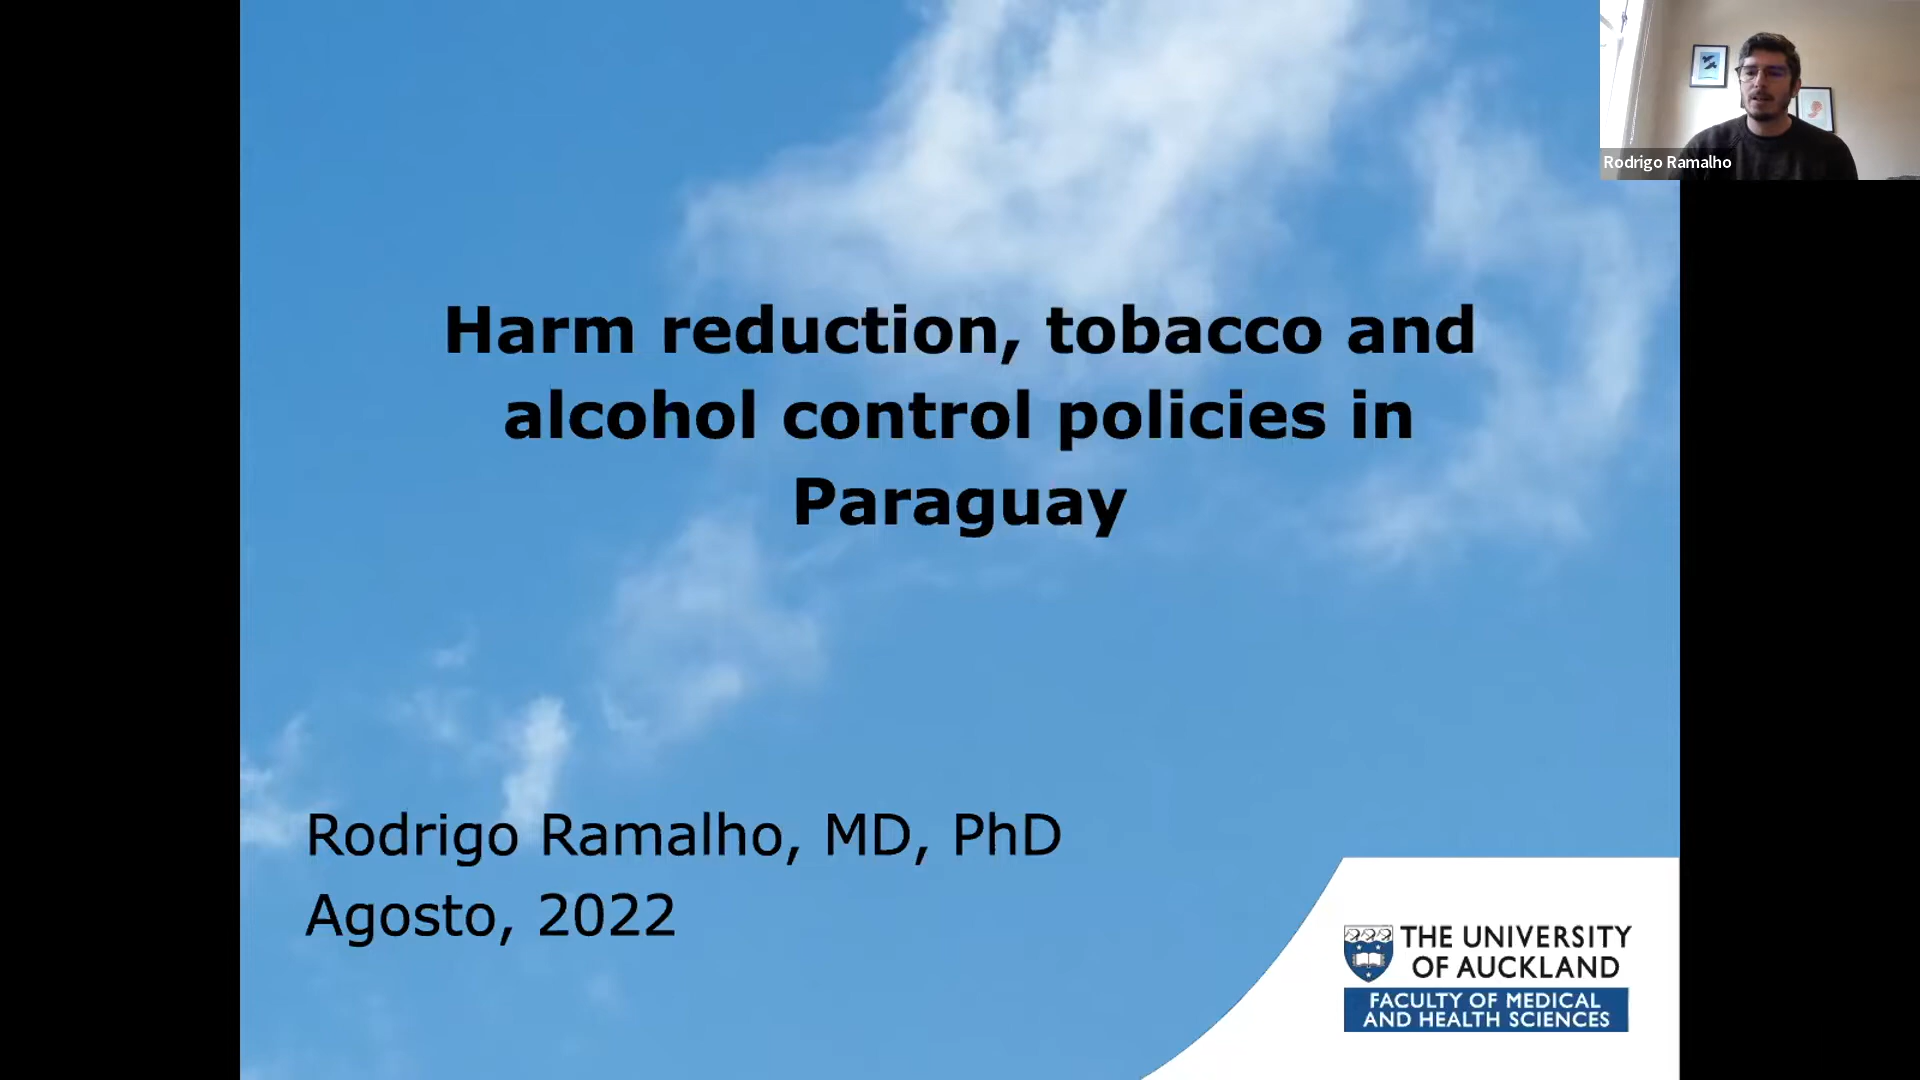 Rodrigo Ramalho
Harm reduction, tobacco and
alcohol control policies in
Paraguay
Rodrigo Ramalho, MD, PhD
Agosto, 2022
THE UNIVERSITY
OF AUCKLAND
FACULTY OF MEDICAL
AND HEALTH SCIENCES